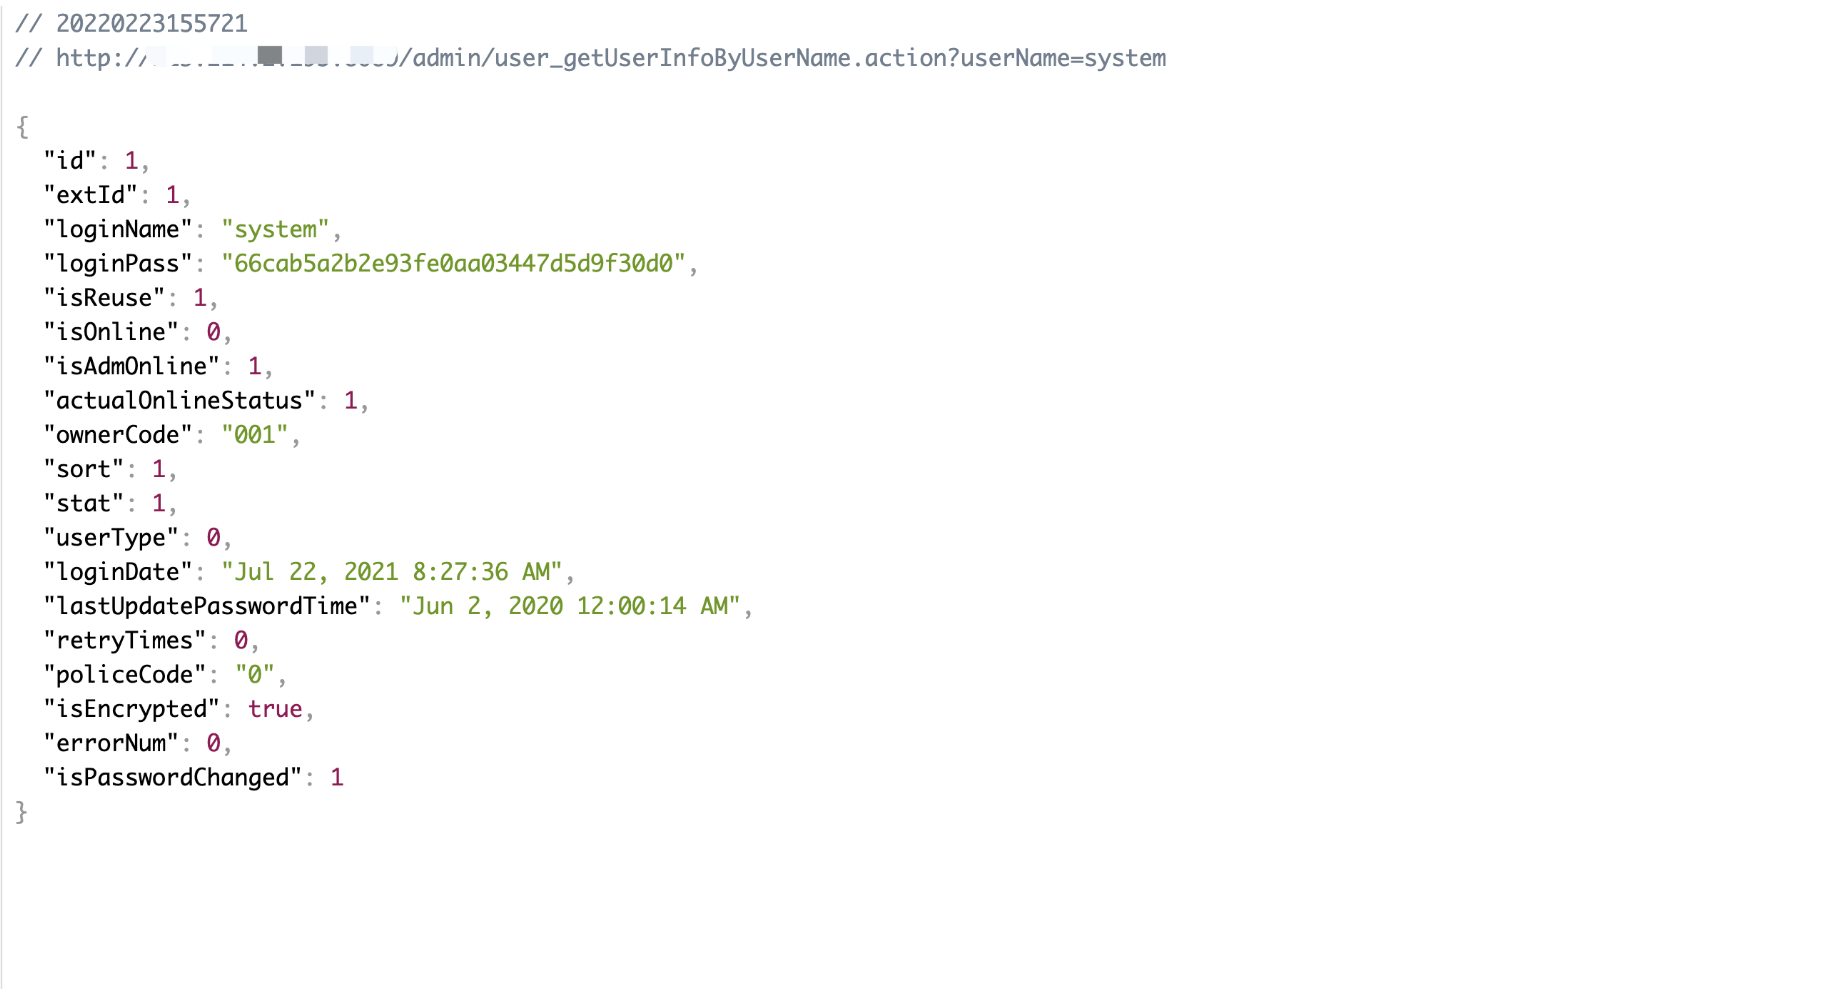 // 20220223155721
// http:// /admin/user_getUserInfoByUserName.action?userName=system
{
"id": 1,
"extId": 1,
"loginName": "system",
"loginPass": "66cab5a2b2e93fe0aa03447d5d9f30d0",
"isReuse": 1,
"isOnline": 0,
"isAdmOnline": 1,
"actualOnlineStatus": 1,
"ownerCode": "001",
"sort": 1,
"stat": 1,
"userType": 0,
"loginDate": "Jul 22, 2021 8:27:36 AM",
"lastUpdatePasswordTime": "Jun 2, 2020 12:00:14 AM",
"retryTimes": 0,
"policeCode": "0",
"isEncrypted": true,
"errorNum": 0,
"isPasswordChanged": 1
}